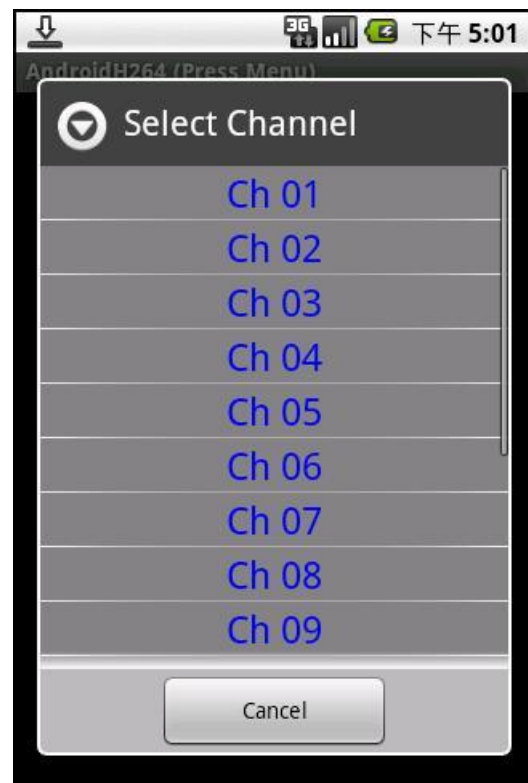 3G 下午 5:01
AndroidH264 (Press Menu)
Select Channel
Ch 01
Ch 02
Ch 03
Ch 04
Ch 05
Ch 06
Ch 07
Ch 08
Ch 09
Cancel